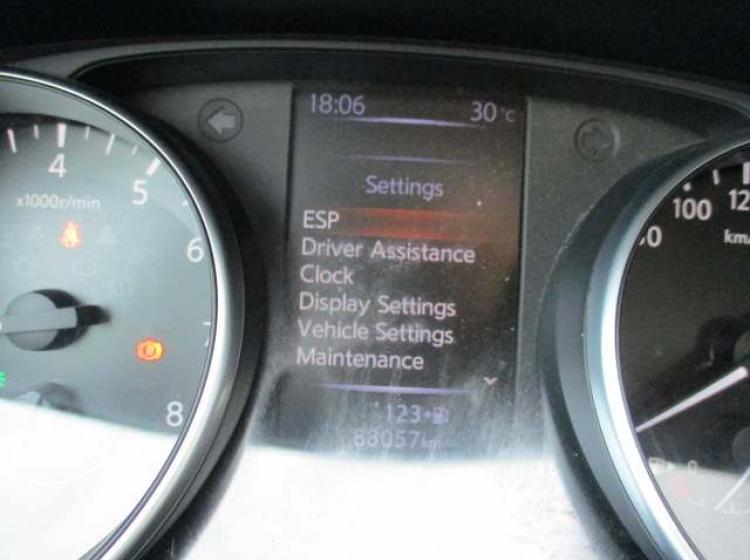 18:06 30°C
Settings
ESP
Driver Assistance
Clock
Display Settings
Vehicle Settings
Maintenance
123
88057km
4
5
x1000r/min
6
8
100
km/